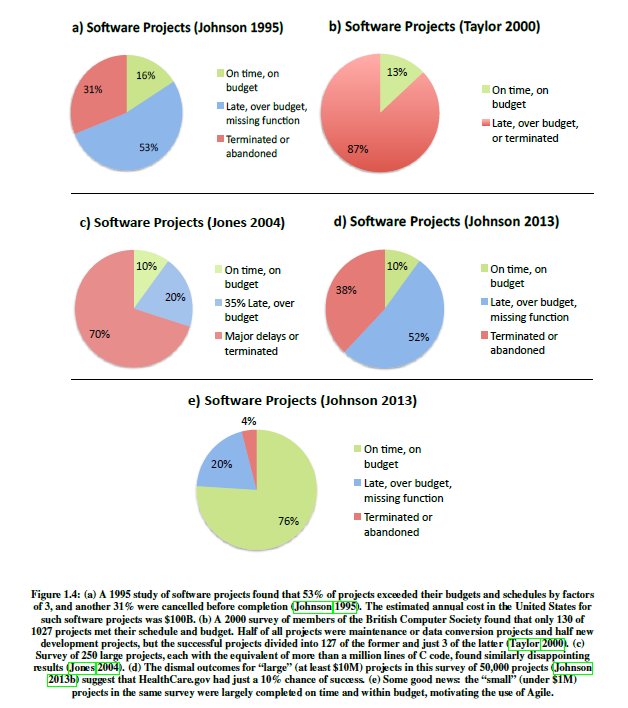 a) Software Projects (Johnson 1995)
16%
53%
31%
On time, on
budget
Late, over budget,
missing function
Terminated or
abandoned
b) Software Projects (Taylor 2000)
13%
87%
On time, on
budget
Late, over budget,
or terminated
c) Software Projects (Jones 2004)
10%
20%
70%
On time, on
budget
35% Late, over
budget
Major delays or
terminated
d) Software Projects (Johnson 2013)
10%
52%
38%
On time, on
budget
Late, over budget,
missing function
Terminated or
abandoned
e) Software Projects (Johnson 2013)
4%
20%
76%
On time, on
budget
Late, over budget,
missing function
Terminated or
abandoned
Figure 1.4: (a) A 1995 study of software projects found that 53% of projects exceeded their budgets and schedules by factors
of 3, and another 31% were cancelled before completion (Johnson 1995). The estimated annual cost in the United States for
such software projects was $100B. (b) A 2000 survey of members of the British Computer Society found that only 130 of
1027 projects met their schedule and budget. Half of all projects were maintenance or data conversion projects and half new
development projects, but the successful projects divided into 127 of the former and just 3 of the latter (Taylor 2000). (c)
Survey of 250 large projects, each with the equivalent of more than a million lines of C code, found similarly disappointing
results (Jones 2004). (d) The dismal outcomes for "large" (at least $10M) projects in this survey of 50,000 projects (Johnson
2013b) suggest that HealthCare.gov had just a 10% chance of success. (e) Some good news: the "small" (under $1M)
projects in the same survey were largely completed on time and within budget, motivating the use of Agile.